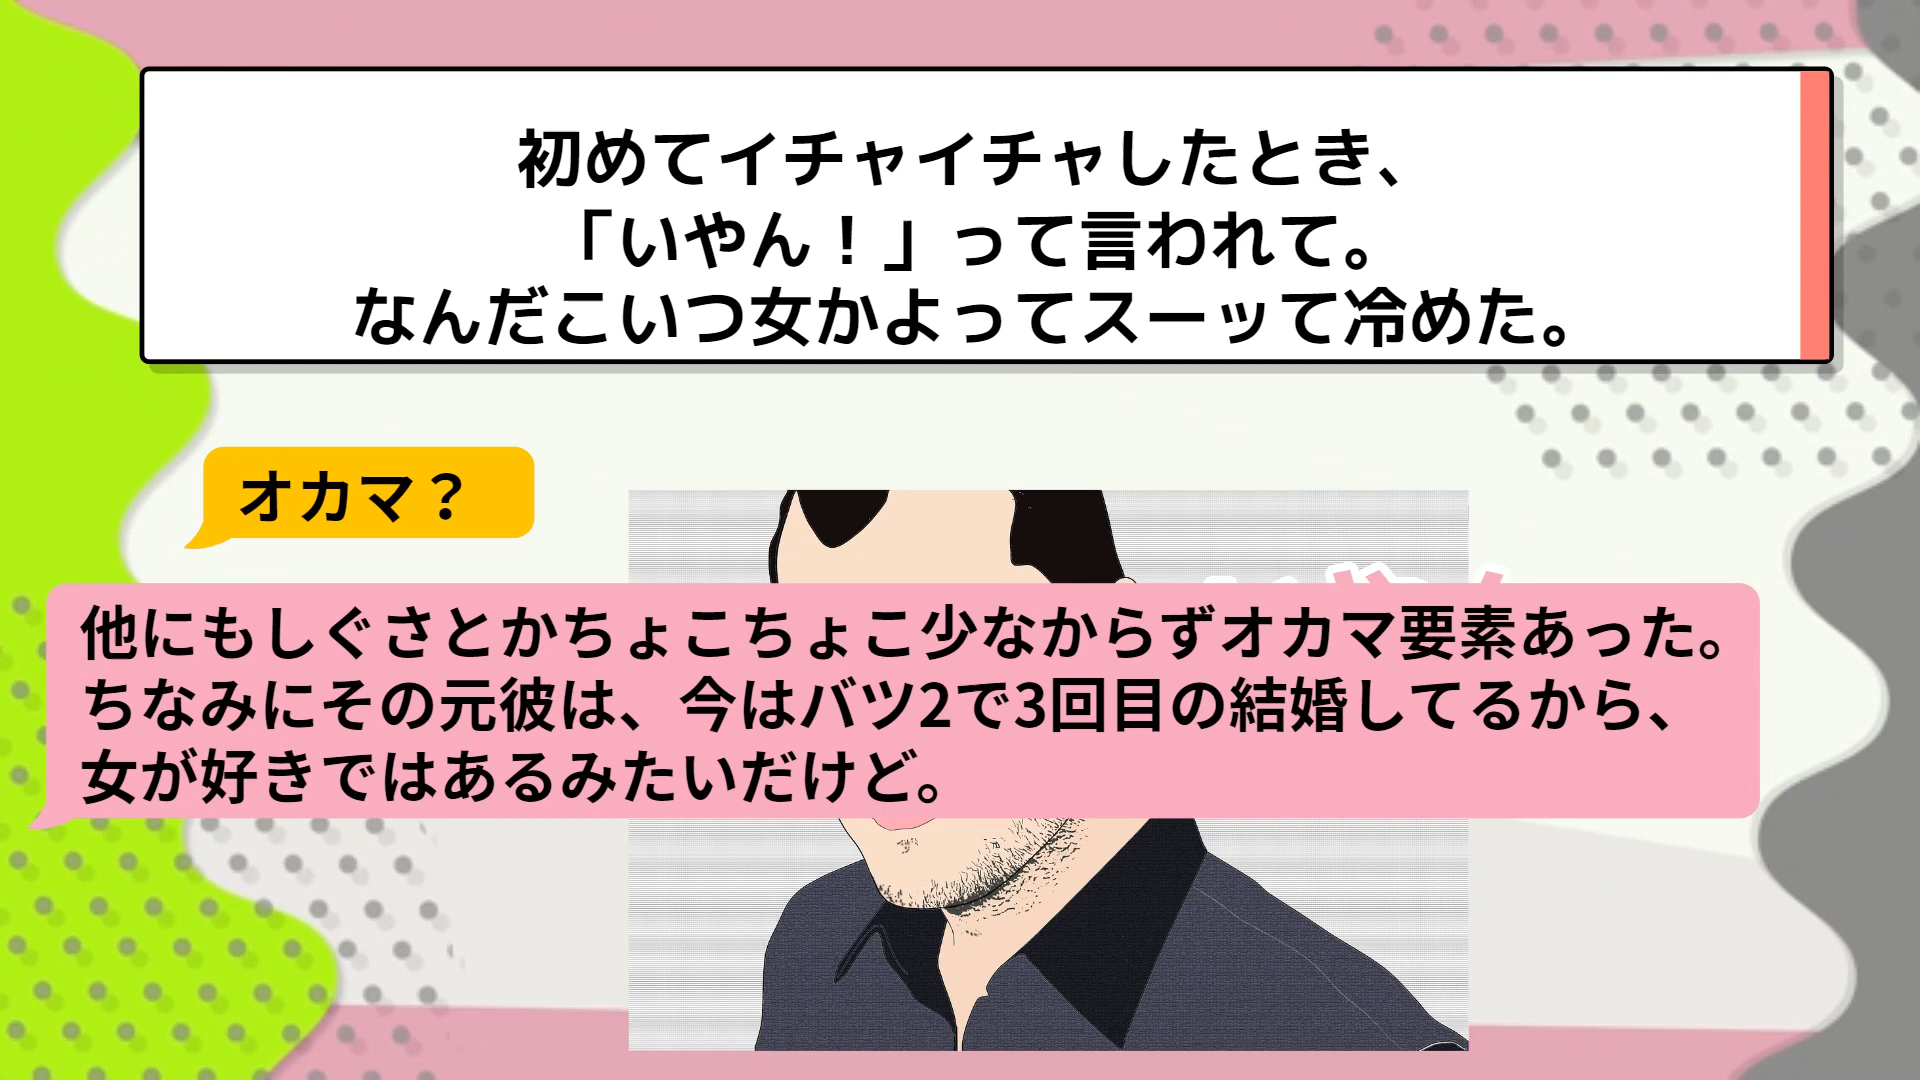 初めてイチャイチャしたとき、
「いやん！」って言われて。
なんだこいつ女かよってスーッて冷めた。
オカマ？
他にもしぐさとかちょこちょこ少なからずオカマ要素あった。
ちなみにその元彼は、今はバツ2で3回目の結婚してるから、
女が好きではあるみたいだけど。